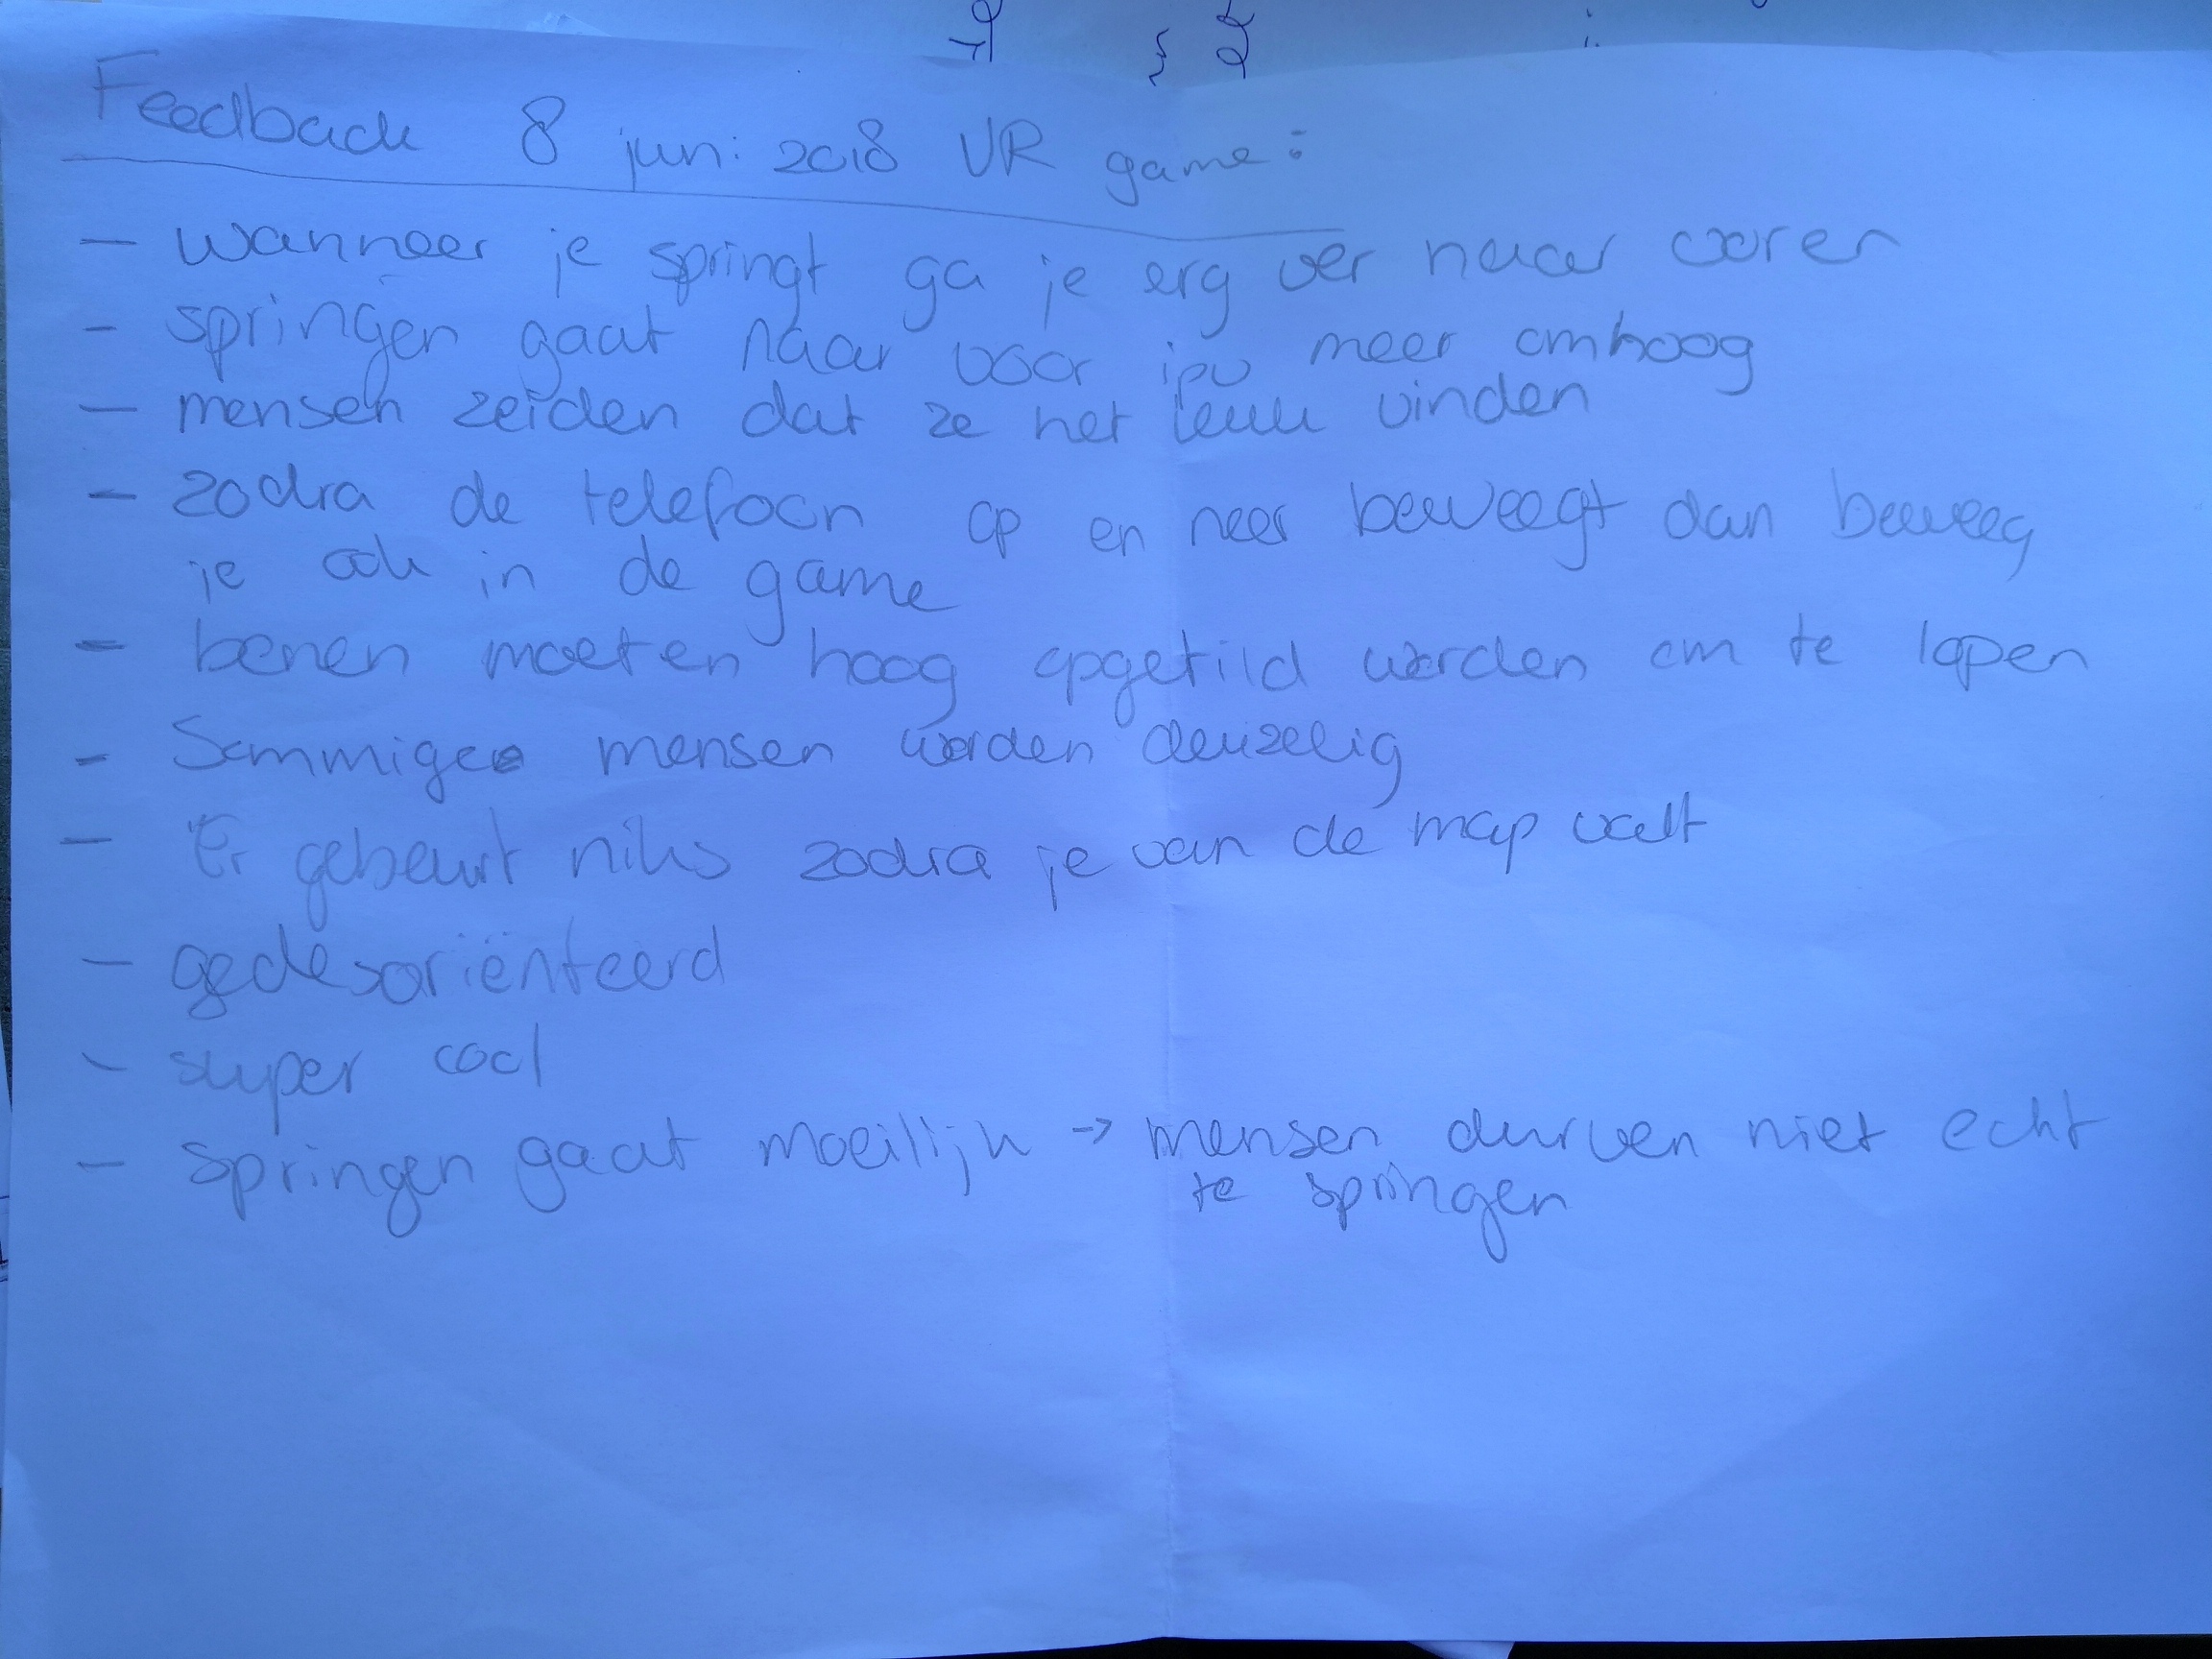 Feedback 8 juni 2018 VR game:
- wanneer je springt ga je erg ver naar voren
- springen gaat naar voor ipv meer omhoog
- mensen zeiden dat ze het leuk vinden
- zodra de telefoon op en neer beweegt dan beweeg
je ook in de game
- benen moeten hoog opgetild worden om te lopen
- Sommige mensen worden duizelig
- Er gebeurt niks zodra je van de map valt
- gedesoriënteerd
- super cool
- springen gaat moeilijk -> mensen durven niet echt
te springen